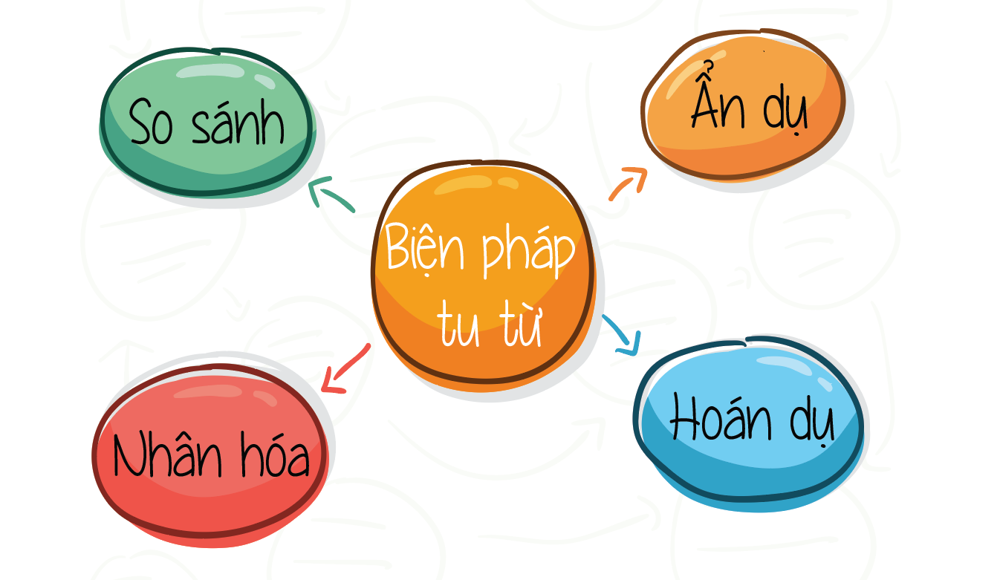 So sánh
Ẩn dụ
Biện pháp
tu từ
Nhân hóa
Hoán dụ